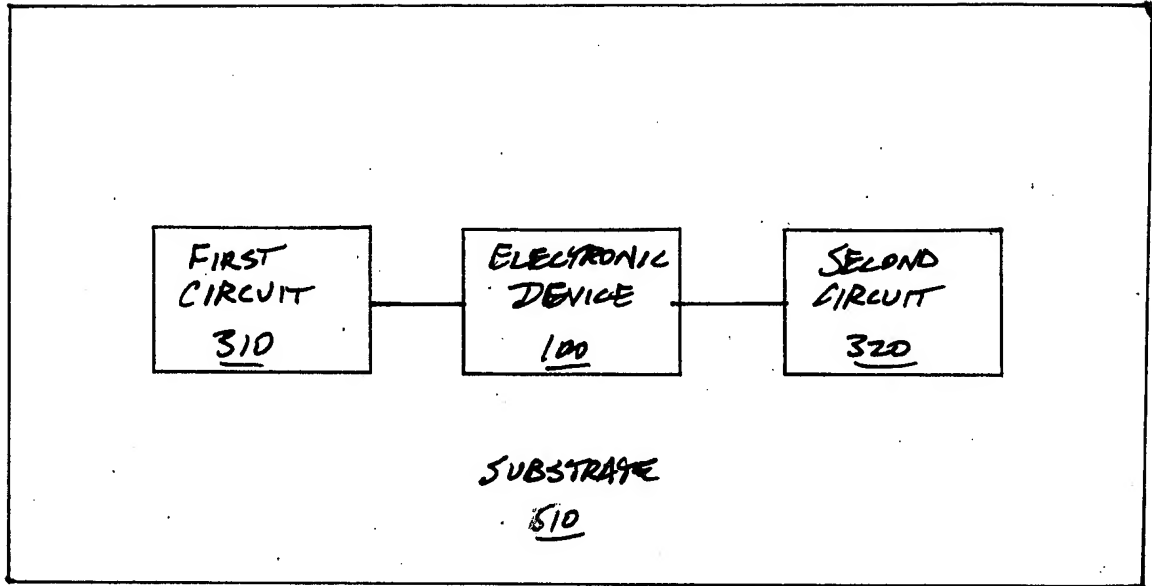 FIRST
CIRCUIT
310
ELECTRONIC
DEVICE
100
SECOND
CIRCUIT
320
SUBSTRATE
510